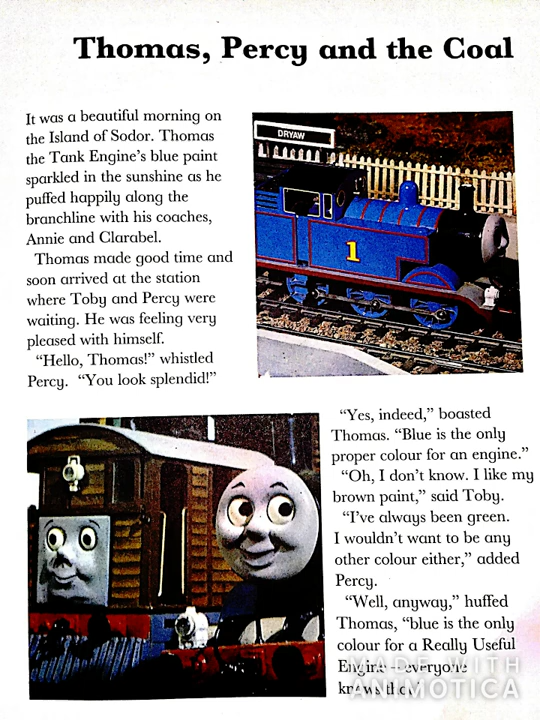 Thomas, Percy and the Coal
It was a beautiful morning on
the Island of Sodor. Thomas
the Tank Engine's blue paint
sparkled in the sunshine as he
puffed happily along the
branchline with his coaches,
Annie and Clarabel.
Thomas made good time and
soon arrived at the station
where Toby and Percy were
waiting. He was feeling very
pleased with himself.
"Hello, Thomas!" whistled
Percy. "You look splendid!"
DRYAW
1
"Yes, indeed," boasted
Thomas. "Blue is the only
proper colour for an engine."
"Oh, I don't know. I like my
brown paint," said Toby.
"I've always been green.
I wouldn't want to be any
other colour either," added
Percy.
"Well, anyway," huffed
Thomas, "blue is the only
colour for a Really Useful
Engine – everyone
knows that."
MADE WITH
ANIMOTICA